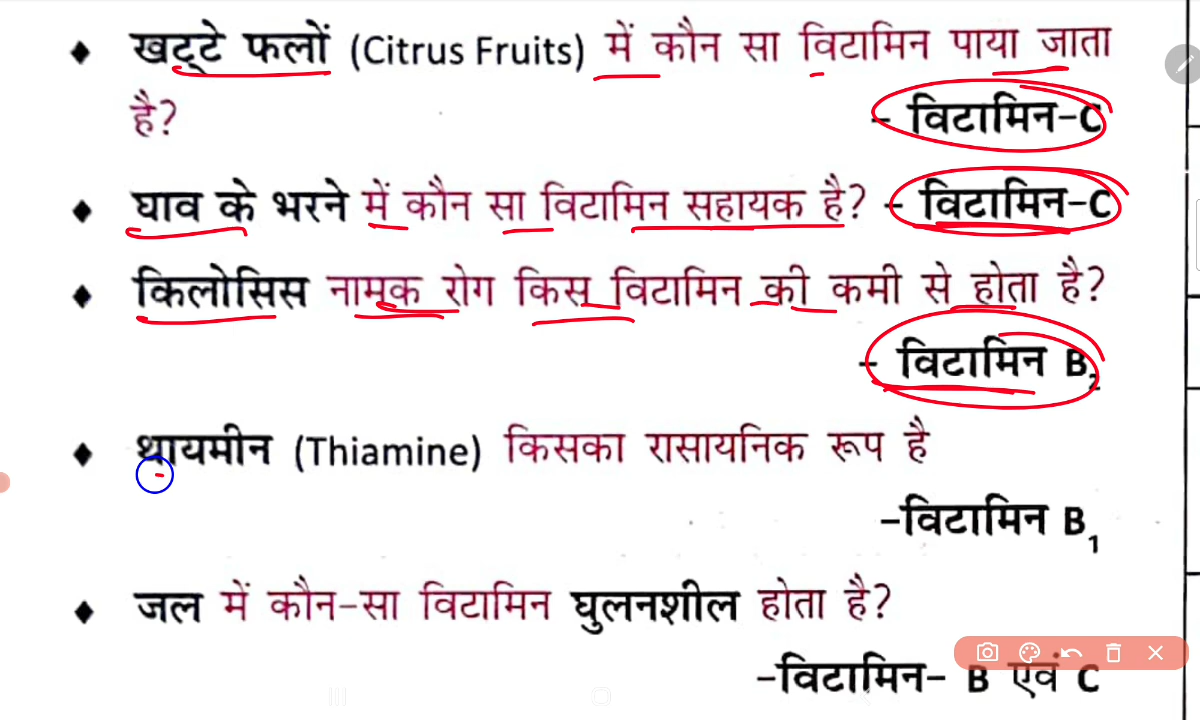 ♦ खट्टे फलों (Citrus Fruits) में कौन सा विटामिन पाया जाता
है? - विटामिन-C
♦ घाव के भरने में कौन सा विटामिन सहायक है? - विटामिन-C
♦ किलोसिस नामक रोग किस विटामिन की कमी से होता है?
- विटामिन B₂
♦ थायमीन (Thiamine) किसका रासायनिक रूप है
-विटामिन B₁
♦ जल में कौन-सा विटामिन घुलनशील होता है?
-विटामिन- B एवं C